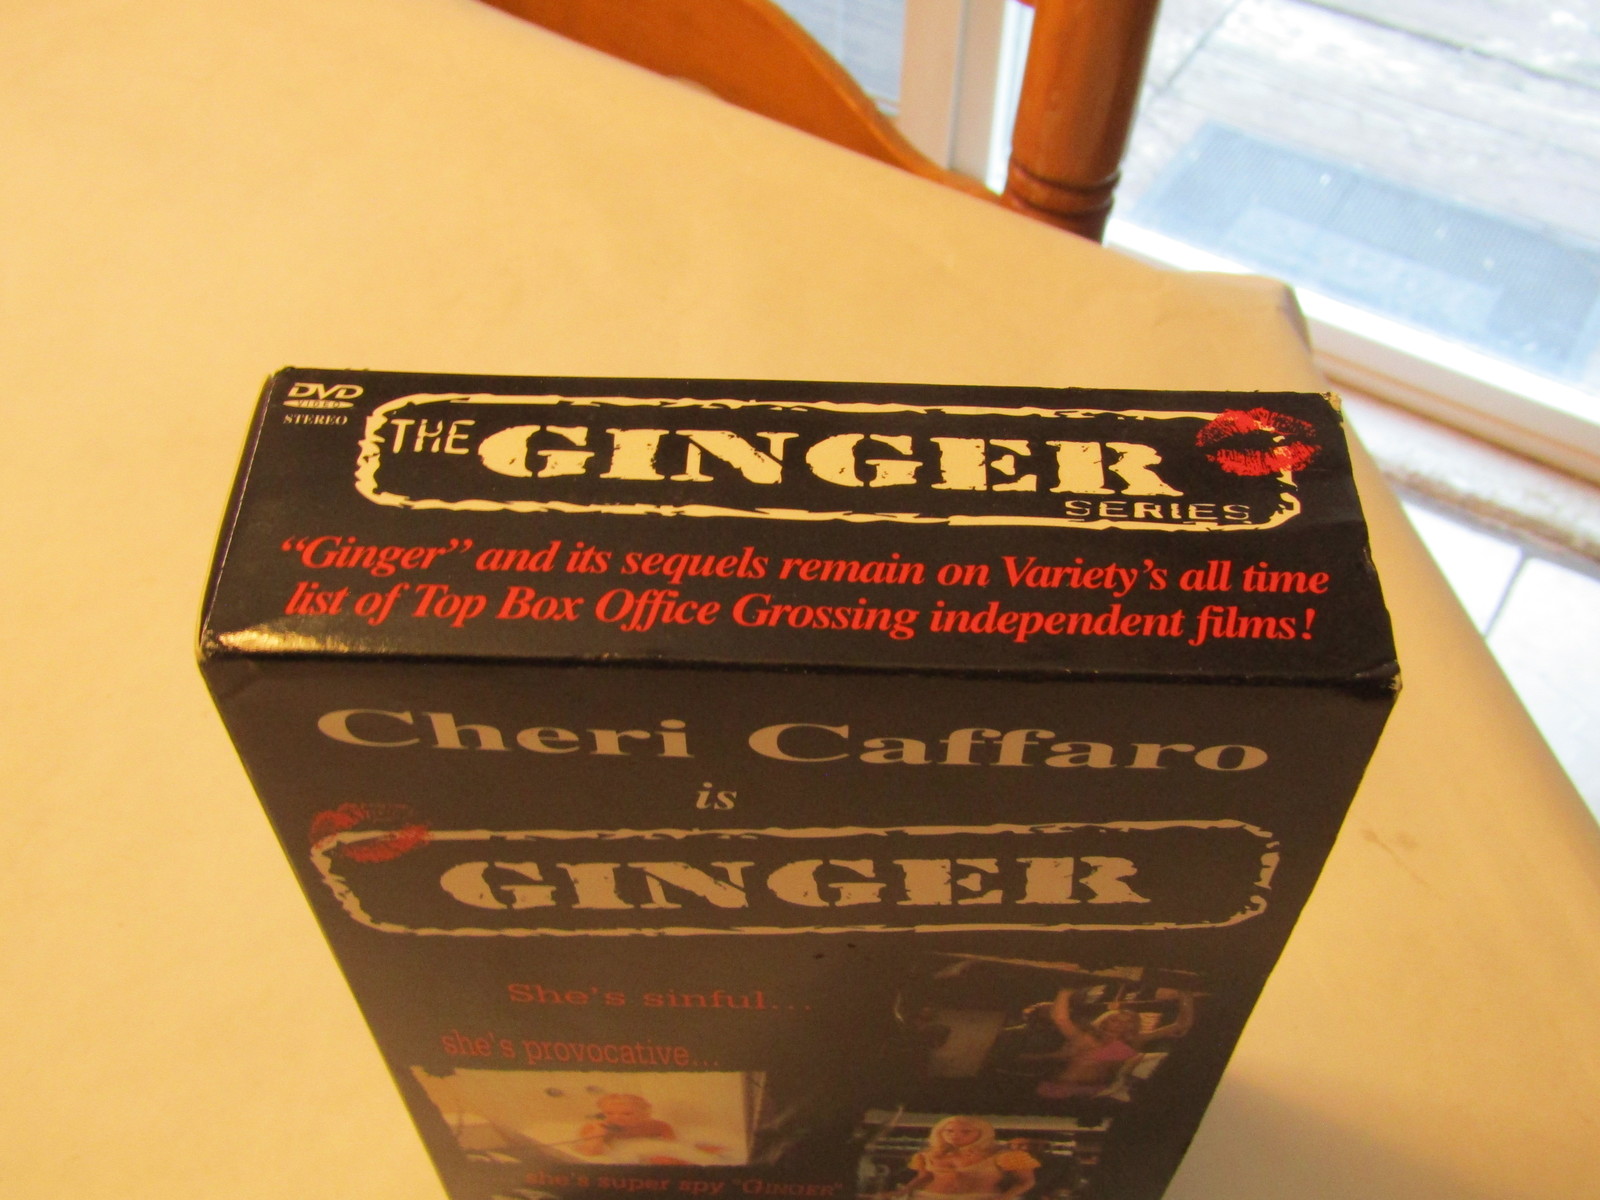 DVD
VIDEO
STEREO
THE GINGER
SERIES
“Ginger” and its sequels remain on Variety’s all time
list of Top Box Office Grossing independent films!
Cheri Caffaro
is
GINGER
She's sinful...
she's provocative...
she's super spy "GINGER"